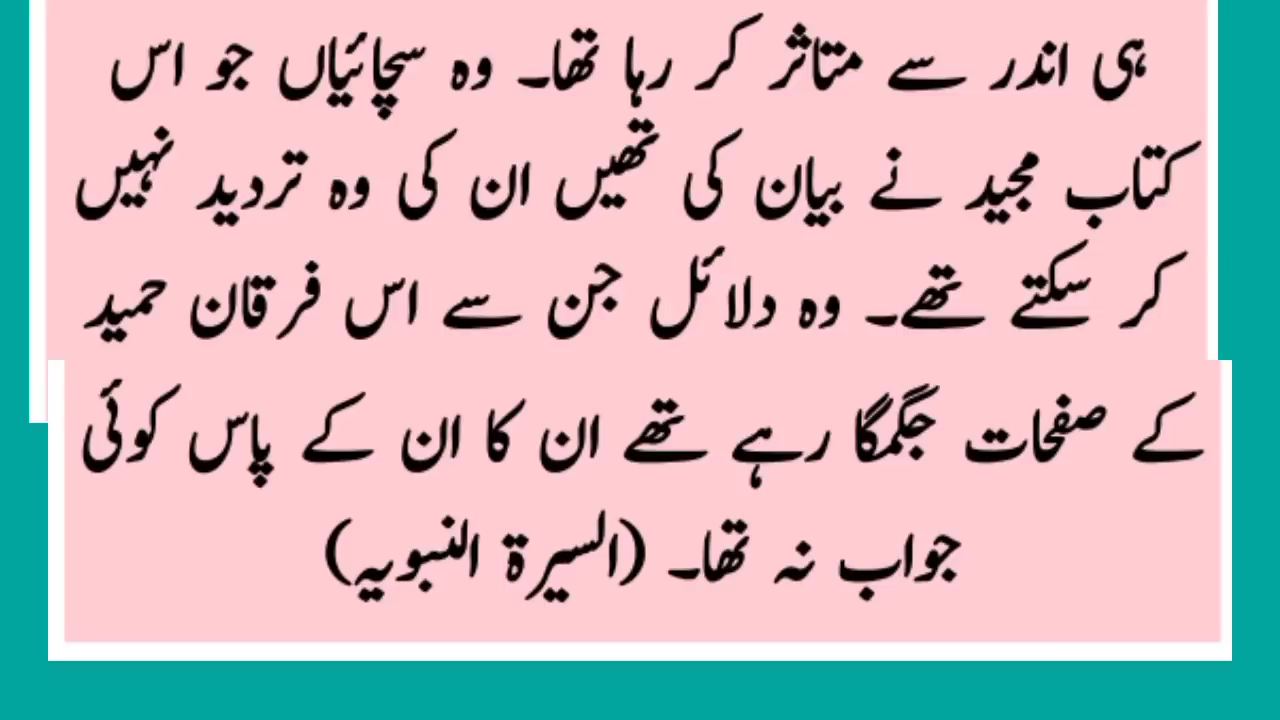 ہی اندر سے متاثر کر رہا تھا۔ وہ سچائیاں جو اس
کتاب مجید نے بیان کی تھیں ان کی وہ تردید نہیں
کر سکتے تھے۔ وہ دلائل جن سے اس فرقان حمید
کے صفحات جگمگا رہے تھے ان کا ان کے پاس کوئی
جواب نہ تھا۔ (السیرۃ النبویہ)